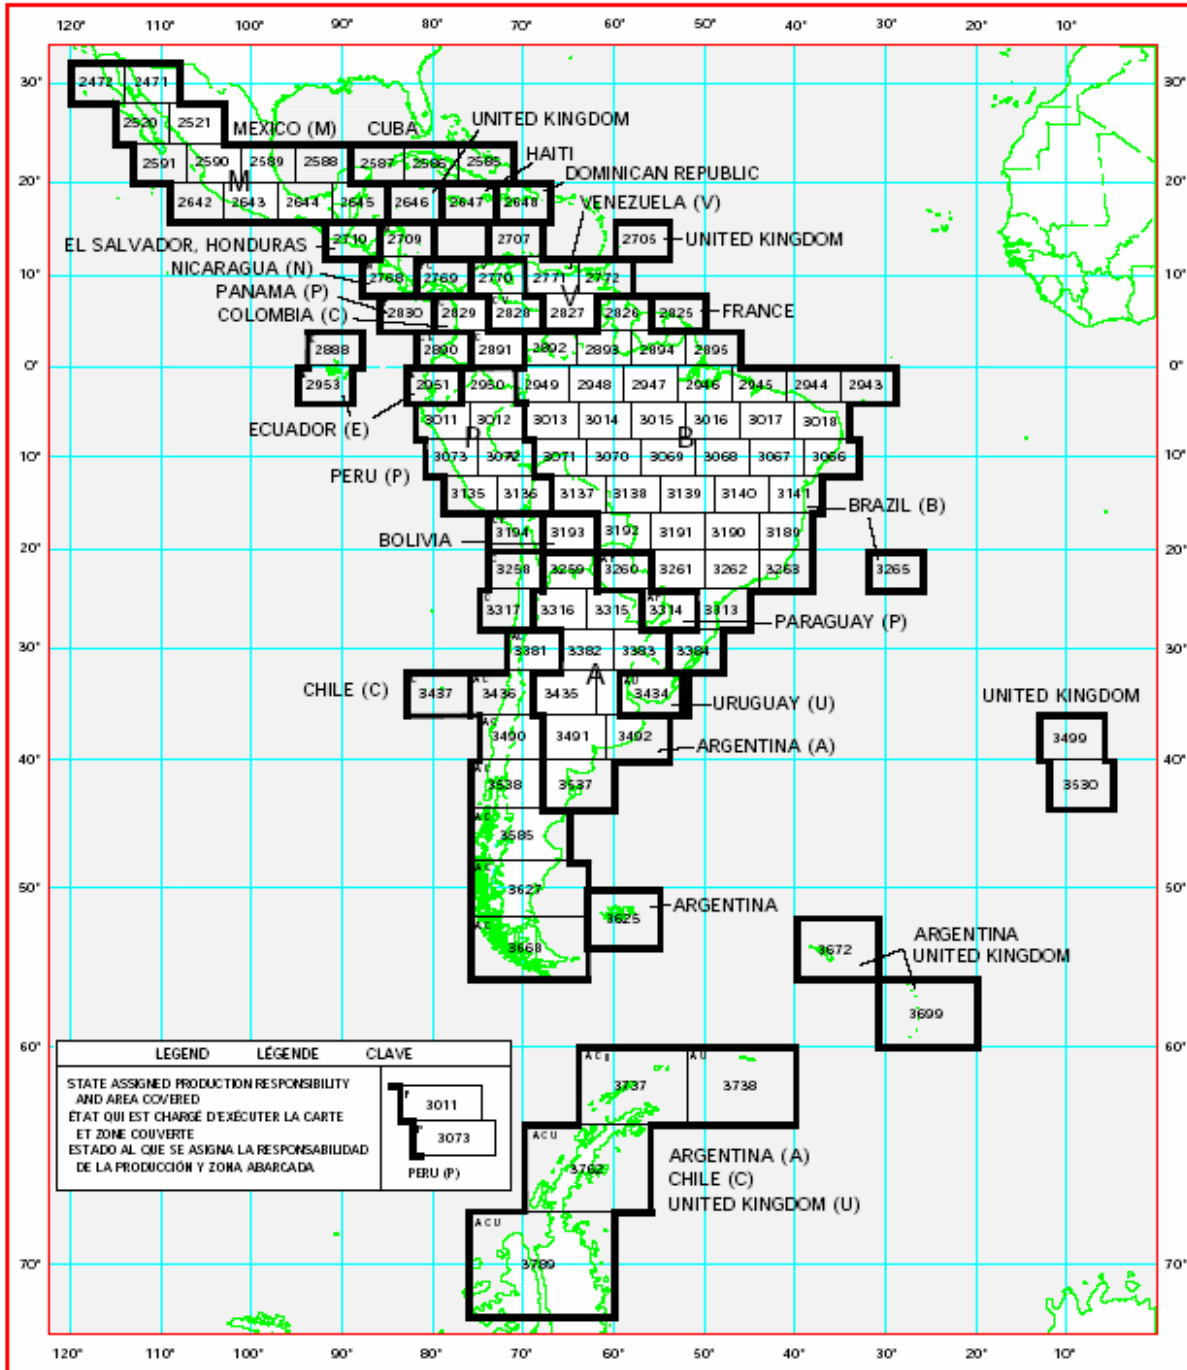 120° 110° 100° 90° 80° 70° 60° 50° 40° 30° 20° 10°
30° 2472 2471 30°
2520 2521 MEXICO (M) CUBA UNITED KINGDOM
2591 2590 2589 2588 2587 2586 2585 HAITI
20° M DOMINICAN REPUBLIC 20°
2642 2643 2644 2645 2646 2647 2648 VENEZUELA (V)
EL SALVADOR, HONDURAS 2710 2709 2707 2705 UNITED KINGDOM
NICARAGUA (N)
10° 2768 2769 2770 2771 2772 10°
PANAMA (P) V
COLOMBIA (C) 2830 2829 2828 2827 2826 2825 FRANCE
2888 2890 2891 2892 2893 2894 2895
0° 0°
2953 2951 2950 2949 2948 2947 2946 2945 2944 2943
ECUADOR (E) 3011 3012 3013 3014 3015 3016 3017 3018
P B
10° 3073 3072 3071 3070 3069 3068 3067 3066 10°
PERU (P)
3135 3136 3137 3138 3139 3140 3141 BRAZIL (B)
BOLIVIA 3194 3193 3192 3191 3190 3189
20° 20°
3258 3259 3260 3261 3262 3263 3265
C A P
3317 3316 3315 3314 3313 PARAGUAY (P)
30° 3381 3382 3383 3384 30°
A
CHILE (C) 3437 3436 3435 3434 URUGUAY (U) UNITED KINGDOM
A C
3490 3491 3492 ARGENTINA (A) 3499
40° 40°
A C
3538 3537 3530
A C
3585
50° 50°
3627 ARGENTINA
3625
A C
3668 3672 ARGENTINA
UNITED KINGDOM
3699
60° 60°
LEGEND LÉGENDE CLAVE
STATE ASSIGNED PRODUCTION RESPONSIBILITY
AND AREA COVERED
ÉTAT QUI EST CHARGÉ D'EXÉCUTER LA CARTE
ET ZONE COUVERTE
ESTADO AL QUE SE ASIGNA LA RESPONSABILIDAD
DE LA PRODUCCIÓN Y ZONA ABARCADA
P
3011
3073
PERU (P)
A C A U
3737 3738
A C U
3762
ARGENTINA (A)
CHILE (C)
UNITED KINGDOM (U)
A C U
3789
70° 70°
120° 110° 100° 90° 80° 70° 60° 50° 40° 30° 20° 10°